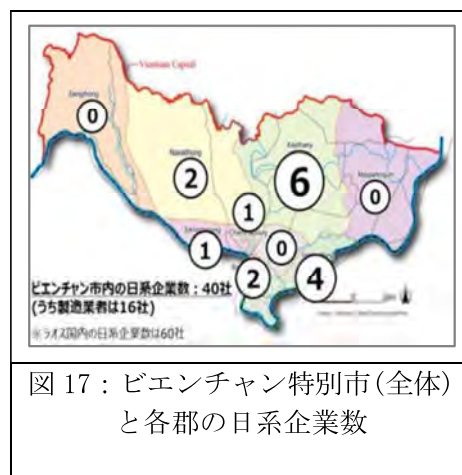 Vientiane Capital
0
2
6
1
0
1
0
2
4
ビエンチャン市内の日系企業数：40社
(うち製造業者は16社)
※ラオス国内の日系企業数は60社
図 17：ビエンチャン特別市(全体)
と各郡の日系企業数